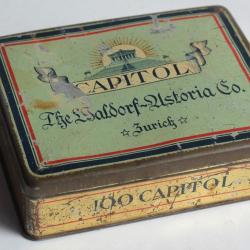 CAPITOL
The Waldorf-Astoria Co.
Zurich
100 CAPITOL